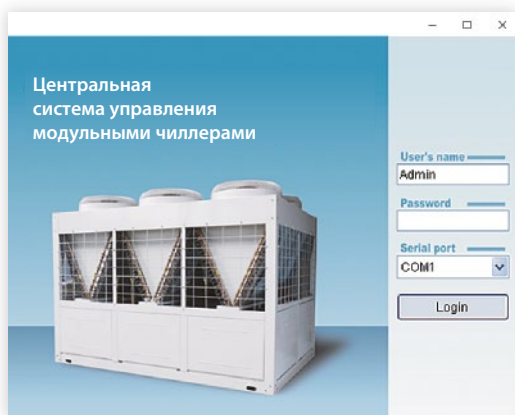 Центральная
система управления
модульными чиллерами
User's name
Admin
Password
Serial port
COM1
Login